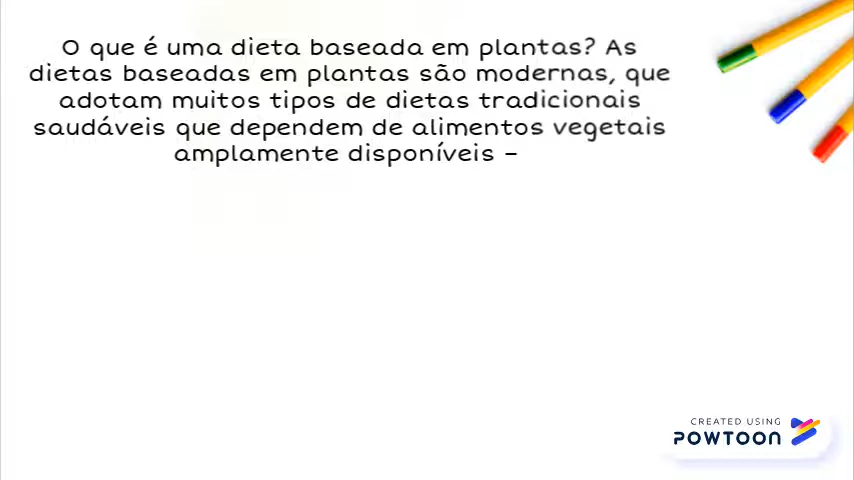 O que é uma dieta baseada em plantas? As
dietas baseadas em plantas são modernas, que
adotam muitos tipos de dietas tradicionais
saudáveis que dependem de alimentos vegetais
amplamente disponíveis –
CREATED USING
POWTOON